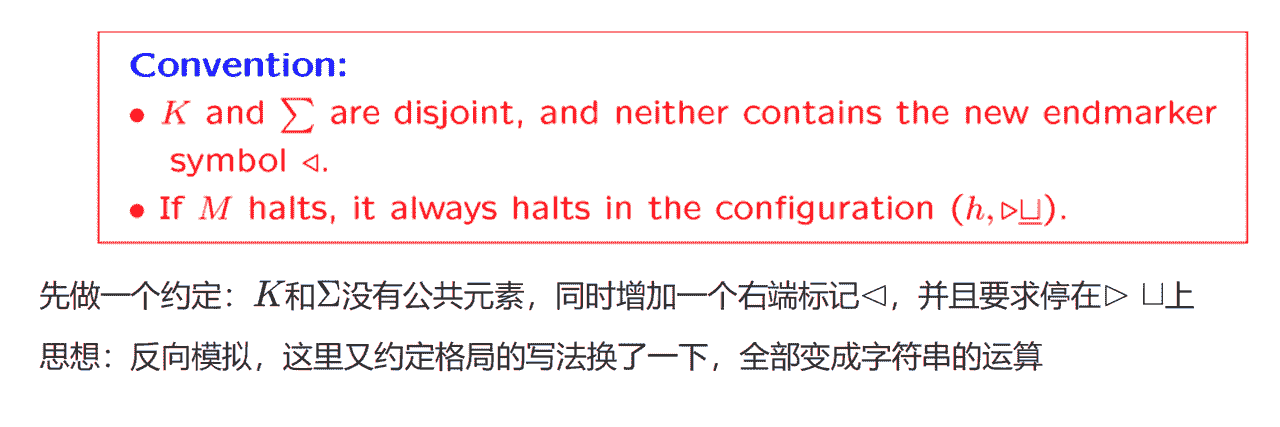 Convention:
• K and ∑ are disjoint, and neither contains the new endmarker
symbol ◁.
• If M halts, it always halts in the configuration (h, ▷⊔).
先做一个约定：K和Σ没有公共元素，同时增加一个右端标记◁，并且要求停在▷ ⊔上
思想：反向模拟，这里又约定格局的写法换了一下，全部变成字符串的运算